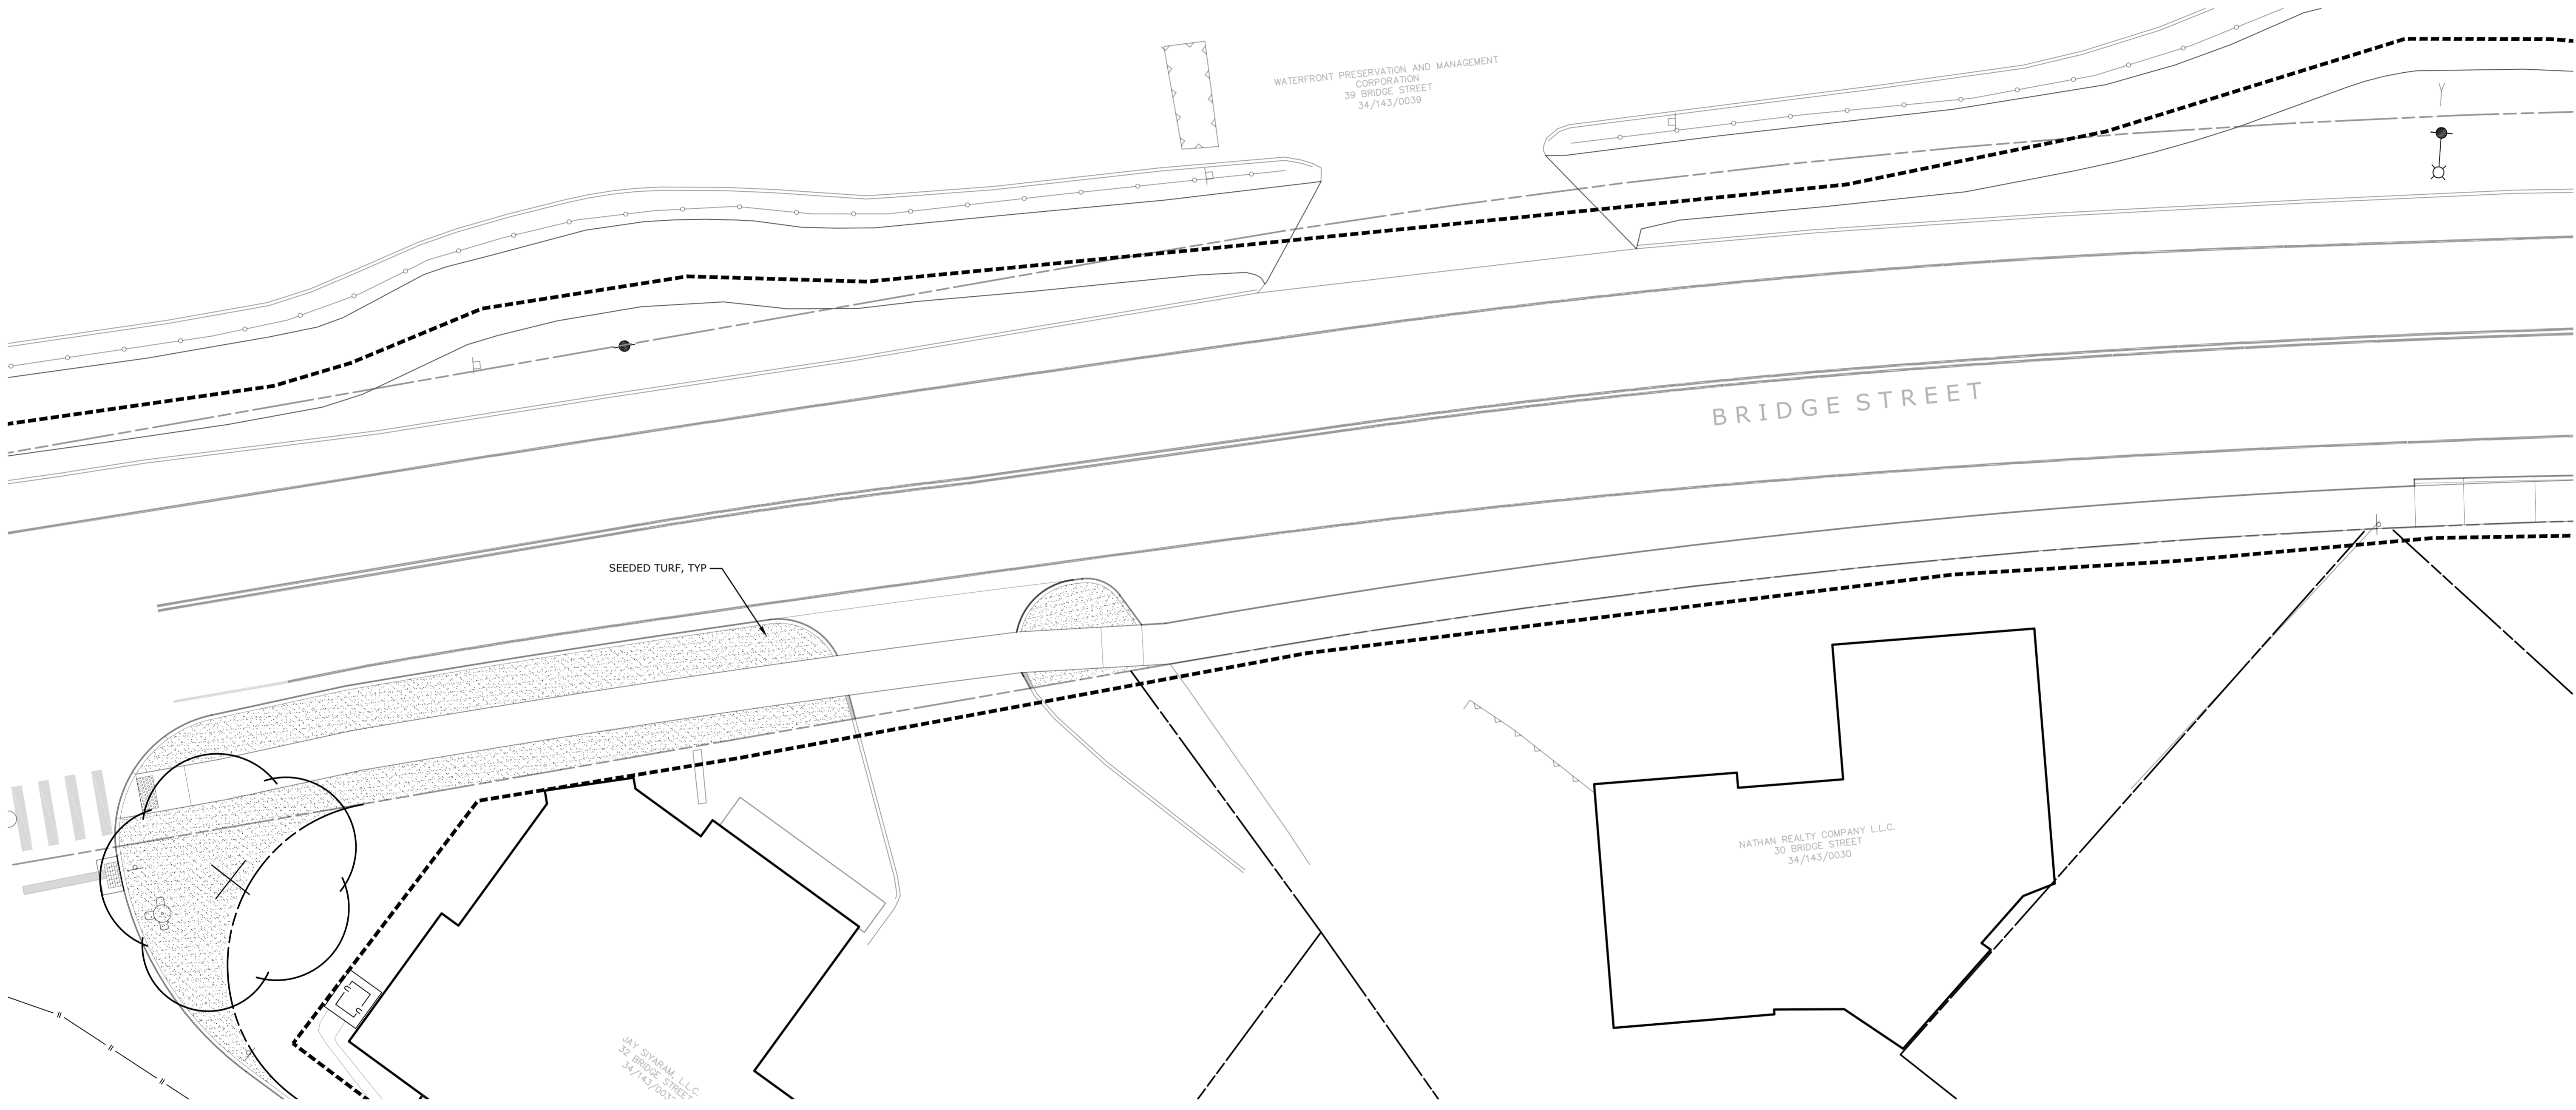 WATERFRONT PRESERVATION AND MANAGEMENT
CORPORATION
39 BRIDGE STREET
34/143/0039
BRIDGE STREET
SEEDED TURF, TYP
NATHAN REALTY COMPANY L.L.C.
30 BRIDGE STREET
34/143/0030
JAY SIYARAM, L.L.C.
32 BRIDGE STREET